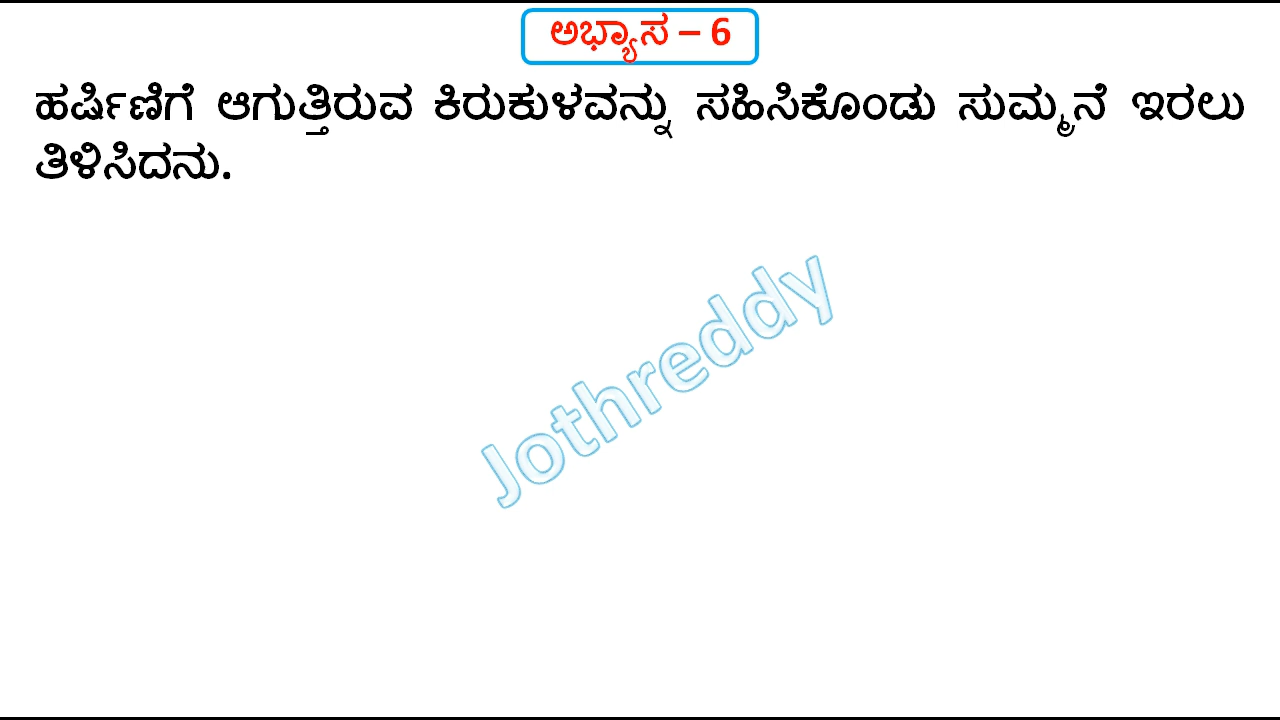 ಅಭ್ಯಾಸ – 6
ಹರ್ಷಿಣಿಗೆ ಆಗುತ್ತಿರುವ ಕಿರುಕುಳವನ್ನು ಸಹಿಸಿಕೊಂಡು ಸುಮ್ಮನೆ ಇರಲು
ತಿಳಿಸಿದನು.
Jothreddy